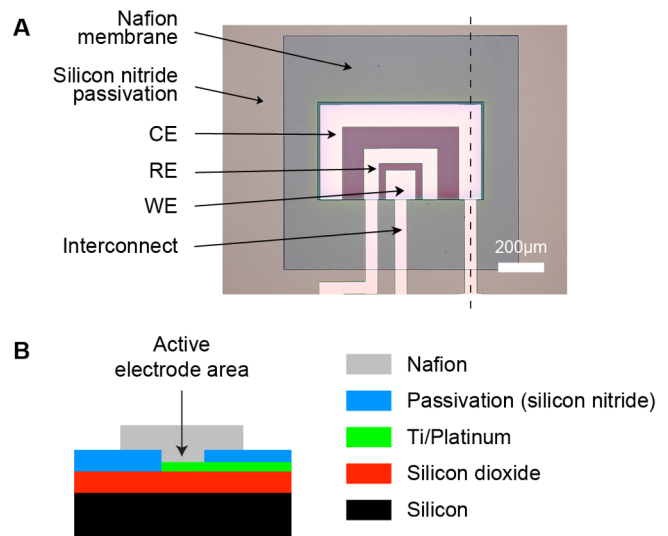 A
Nafion
membrane
Silicon nitride
passivation
CE
RE
WE
Interconnect
200μm
B
Active
electrode area
Nafion
Passivation (silicon nitride)
Ti/Platinum
Silicon dioxide
Silicon